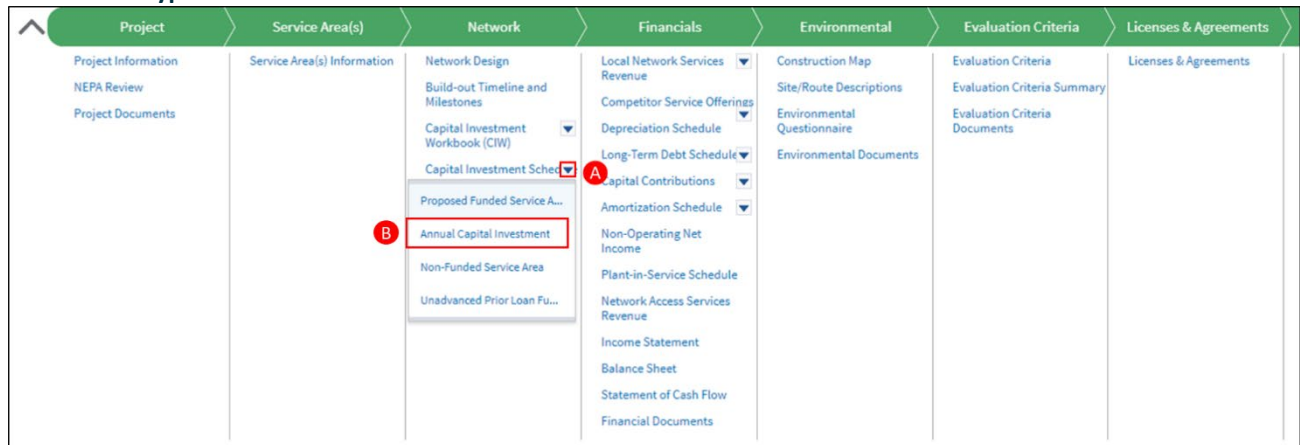 Project
Service Area(s)
Network
Financials
Environmental
Evaluation Criteria
Licenses & Agreements
Project Information
NEPA Review
Project Documents
Service Area(s) Information
Network Design
Build-out Timeline and
Milestones
Capital Investment
Workbook (CIW)
Capital Investment Sched
A
Proposed Funded Service A...
B
Annual Capital Investment
Non-Funded Service Area
Unadvanced Prior Loan Fu...
Local Network Services
Revenue
Competitor Service Offerings
Depreciation Schedule
Long-Term Debt Schedule
Capital Contributions
Amortization Schedule
Non-Operating Net
Income
Plant-in-Service Schedule
Network Access Services
Revenue
Income Statement
Balance Sheet
Statement of Cash Flow
Financial Documents
Construction Map
Site/Route Descriptions
Environmental
Questionnaire
Environmental Documents
Evaluation Criteria
Evaluation Criteria Summary
Evaluation Criteria
Documents
Licenses & Agreements